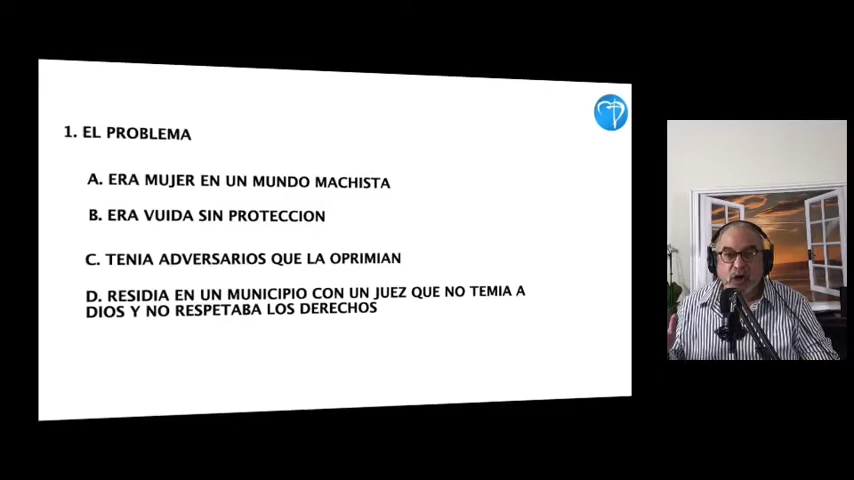 1. EL PROBLEMA
A. ERA MUJER EN UN MUNDO MACHISTA
B. ERA VUIDA SIN PROTECCION
C. TENIA ADVERSARIOS QUE LA OPRIMIAN
D. RESIDIA EN UN MUNICIPIO CON UN JUEZ QUE NO TEMIA A
DIOS Y NO RESPETABA LOS DERECHOS